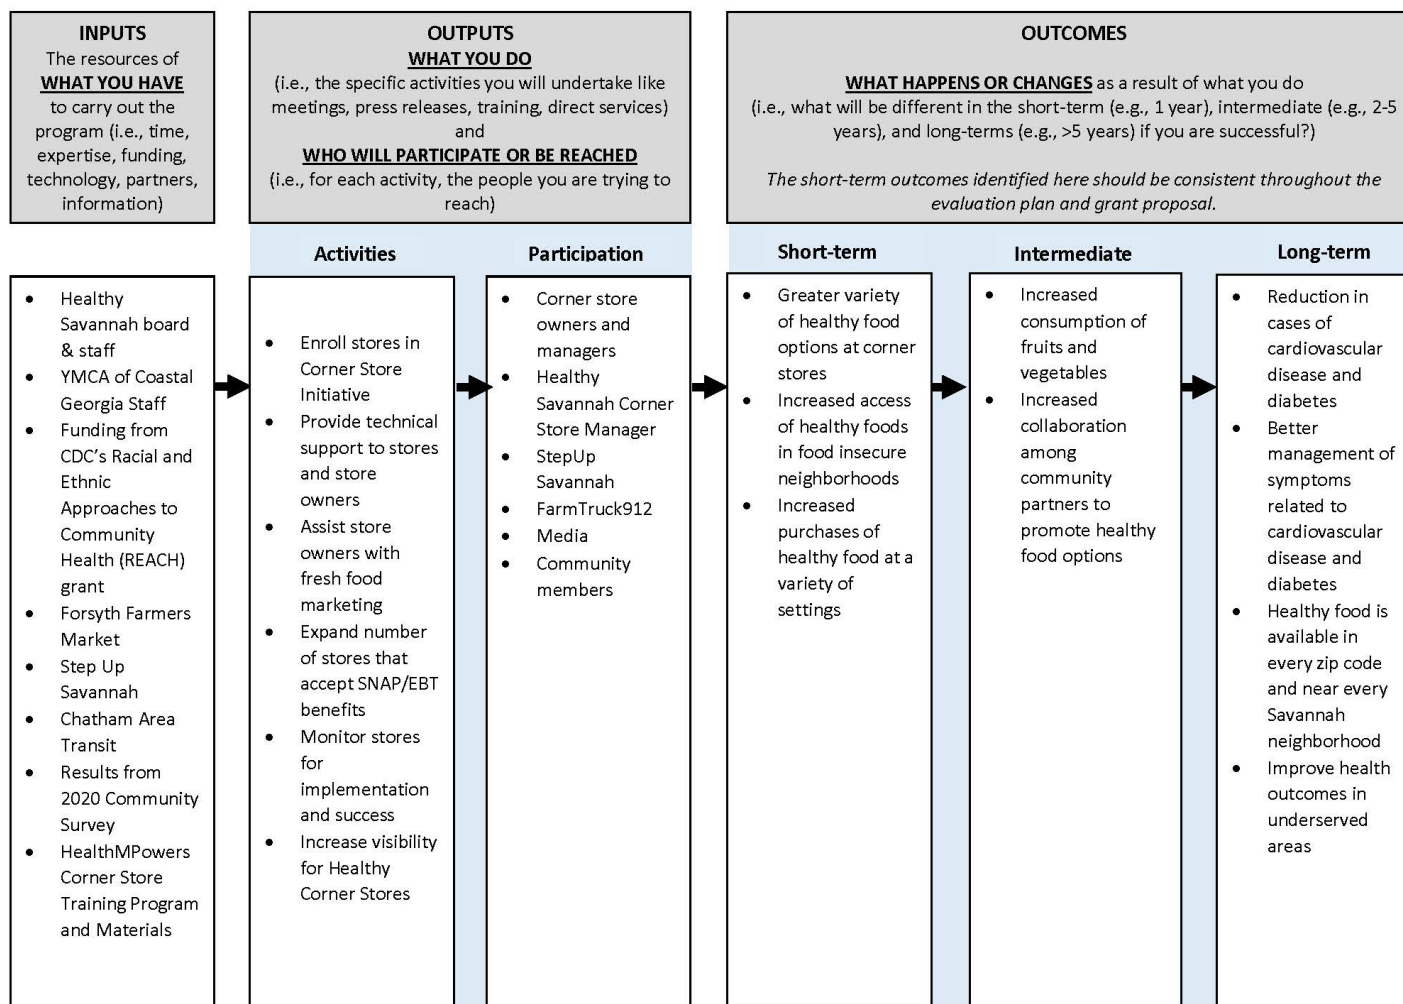 INPUTS
The resources of
WHAT YOU HAVE
to carry out the
program (i.e., time,
expertise, funding,
technology, partners,
information)
OUTPUTS
WHAT YOU DO
(i.e., the specific activities you will undertake like
meetings, press releases, training, direct services)
and
WHO WILL PARTICIPATE OR BE REACHED
(i.e., for each activity, the people you are trying to
reach)
OUTCOMES
WHAT HAPPENS OR CHANGES as a result of what you do
(i.e., what will be different in the short-term (e.g., 1 year), intermediate (e.g., 2-5
years), and long-terms (e.g., >5 years) if you are successful?)
The short-term outcomes identified here should be consistent throughout the
evaluation plan and grant proposal.
• Healthy
Savannah board
& staff
• YMCA of Coastal
Georgia Staff
• Funding from
CDC's Racial and
Ethnic
Approaches to
Community
Health (REACH)
grant
• Forsyth Farmers
Market
• Step Up
Savannah
• Chatham Area
Transit
• Results from
2020 Community
Survey
• HealthMPowers
Corner Store
Training Program
and Materials
Activities
• Enroll stores in
Corner Store
Initiative
• Provide technical
support to stores
and store
owners
• Assist store
owners with
fresh food
marketing
• Expand number
of stores that
accept SNAP/EBT
benefits
• Monitor stores
for
implementation
and success
• Increase visibility
for Healthy
Corner Stores
Participation
• Corner store
owners and
managers
• Healthy
Savannah Corner
Store Manager
• StepUp
Savannah
• FarmTruck912
• Media
• Community
members
Short-term
• Greater variety
of healthy food
options at corner
stores
• Increased access
of healthy foods
in food insecure
neighborhoods
• Increased
purchases of
healthy food at a
variety of
settings
Intermediate
• Increased
consumption of
fruits and
vegetables
• Increased
collaboration
among
community
partners to
promote healthy
food options
Long-term
• Reduction in
cases of
cardiovascular
disease and
diabetes
• Better
management of
symptoms
related to
cardiovascular
disease and
diabetes
• Healthy food is
available in
every zip code
and near every
Savannah
neighborhood
• Improve health
outcomes in
underserved
areas